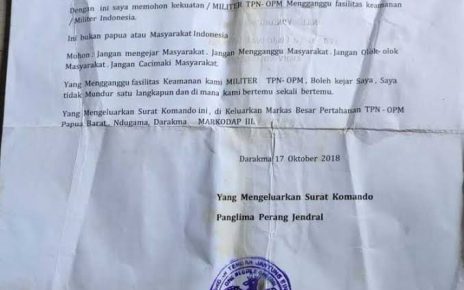 Dengan ini saya memohon kekuatan / MILITER TPN-OPM Mengganggu fasilitas keamanan
/ Militer Indonesia.
Ini bukan papua atau Masyarakat Indonesia
Mohon : Jangan mengejar Masyarakat. Jangan Mengganggu Masyarakat. Jangan Olok-olok
Masyarakat. Jangan Cacimaki Masyarakat.
Yang Mengganggu fasilitas Keamanan kami MILITER TPN-OPM, Boleh kejar Saya, Saya
tidak Mundur satu langkapun dan di mana kami bertemu sekali bertemu.
Yang Mengeluarkan Surat Komando ini, di Keluarkan Markas Besar Pertahanan TPN-OPM
Papua Barat, Ndugama, Darakma MARKODAP III.
Darakma 17 Oktober 2018
Yang Mengeluarkan Surat Komando
Panglima Perang Jendral
ONE PEOPLE